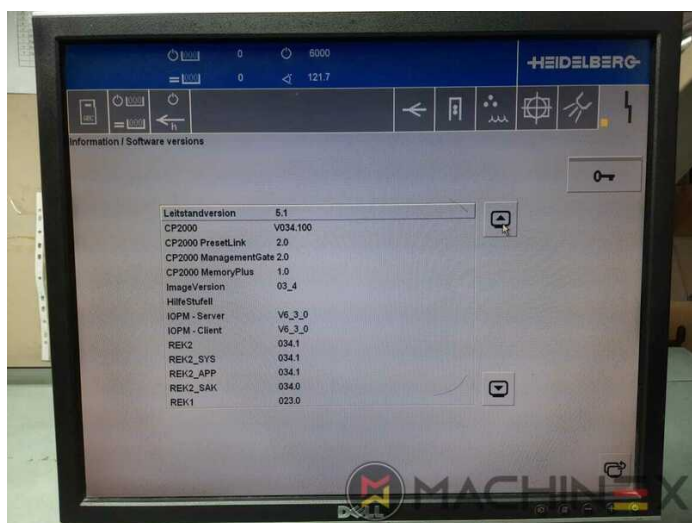 0 6000
HEIDELBERG
0 121.7
ABC
h
Information / Software versions
Leitstandversion 5.1
CP2000 V034.100
CP2000 PresetLink 2.0
CP2000 ManagementGate 2.0
CP2000 MemoryPlus 1.0
ImageVersion 03_4
HilfeStufeII
IOPM - Server V6_3_0
IOPM - Client V6_3_0
REK2 034.1
REK2_SYS 034.1
REK2_APP 034.1
REK2_SAK 034.0
REK1 023.0
MACHINEX
DELL